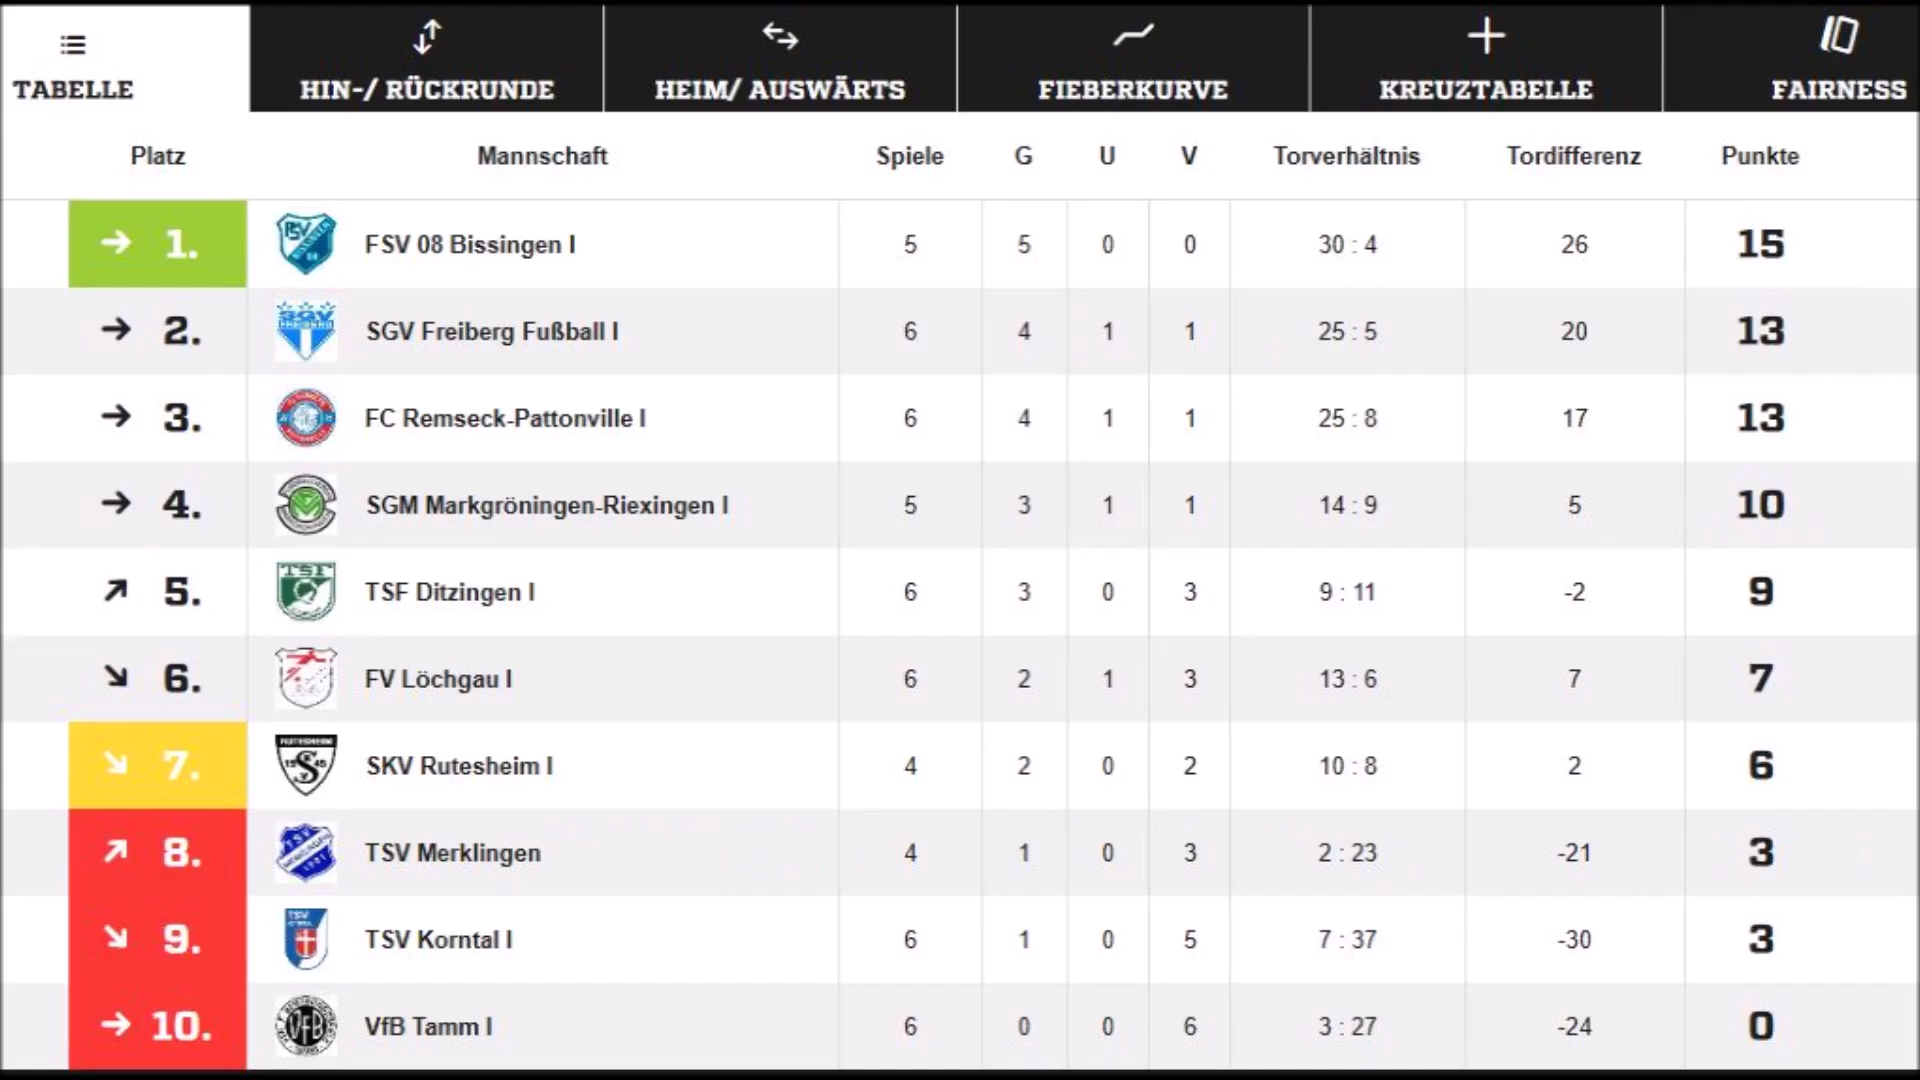 TABELLE HIN-/ RÜCKRUNDE HEIM/ AUSWÄRTS FIEBERKURVE KREUZTABELLE FAIRNESS
Platz Mannschaft Spiele G U V Torverhältnis Tordifferenz Punkte
1. FSV 08 Bissingen I 5 5 0 0 30 : 4 26 15
2. SGV Freiberg Fußball I 6 4 1 1 25 : 5 20 13
3. FC Remseck-Pattonville I 6 4 1 1 25 : 8 17 13
4. SGM Markgröningen-Riexingen I 5 3 1 1 14 : 9 5 10
5. TSF Ditzingen I 6 3 0 3 9 : 11 -2 9
6. FV Löchgau I 6 2 1 3 13 : 6 7 7
7. SKV Rutesheim I 4 2 0 2 10 : 8 2 6
8. TSV Merklingen 4 1 0 3 2 : 23 -21 3
9. TSV Korntal I 6 1 0 5 7 : 37 -30 3
10. VfB Tamm I 6 0 0 6 3 : 27 -24 0